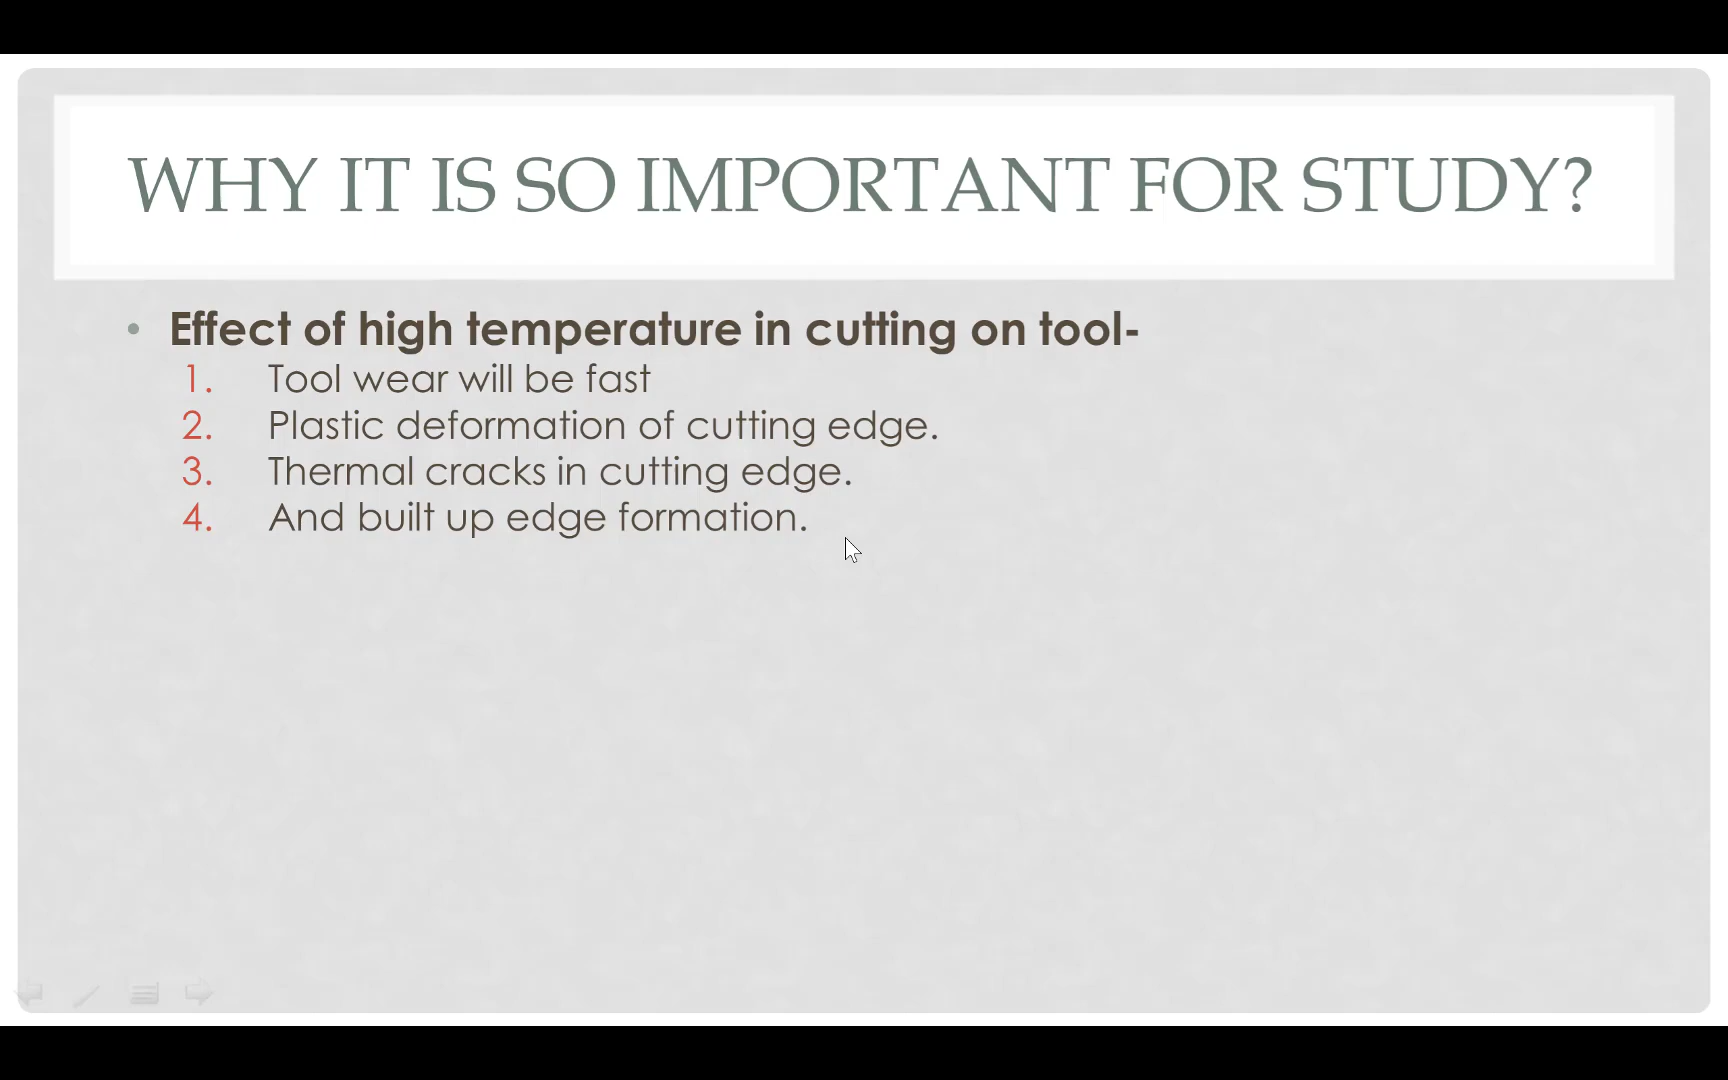 WHY IT IS SO IMPORTANT FOR STUDY?
• Effect of high temperature in cutting on tool-
1. Tool wear will be fast
2. Plastic deformation of cutting edge.
3. Thermal cracks in cutting edge.
4. And built up edge formation.